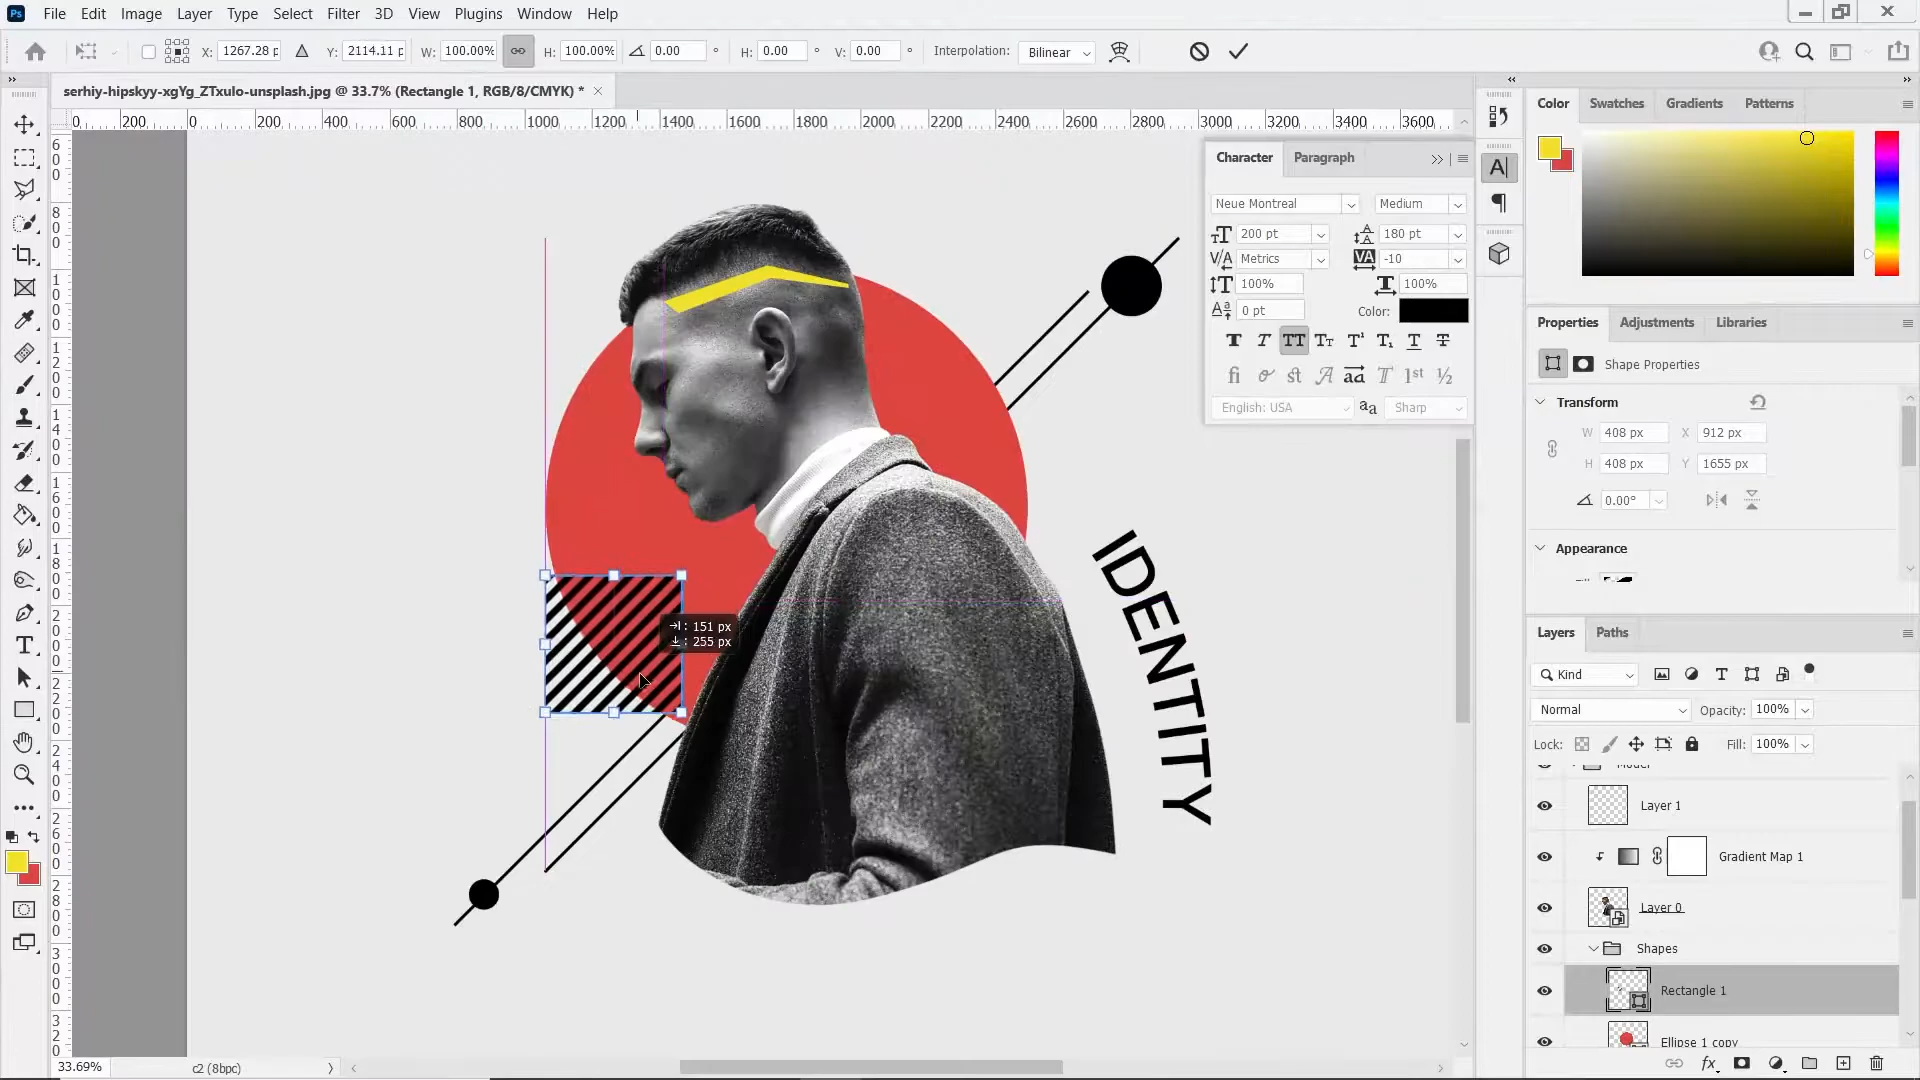 Ps File Edit Image Layer Type Select Filter 3D View Plugins Window Help
X: 1267.28 p Y: 2114.11 p W: 100.00% H: 100.00% 0.00 ° H: 0.00 ° V: 0.00 ° Interpolation: Bilinear
serhiy-hipskyy-xgYg_ZTxulo-unsplash.jpg @ 33.7% (Rectangle 1, RGB/8/CMYK) *
0 200 0 200 400 600 800 1000 1200 1400 1600 1800 2000 2200 2400 2600 2800 3000 3200 3400 3600
Color Swatches Gradients Patterns
Character Paragraph
Neue Montreal Medium
200 pt 180 pt
Metrics -10
100% 100%
0 pt Color:
English: USA Sharp
Properties Adjustments Libraries
Shape Properties
Transform
W 408 px X 912 px
H 408 px Y 1655 px
0.00°
Appearance
: 151 px
: 255 px
IDENTITY
Layers Paths
Kind
Normal Opacity: 100%
Lock: Fill: 100%
Layer 1
Gradient Map 1
Layer 0
Shapes
Rectangle 1
Ellipse 1 copy
33.69% c2 (8bpc)